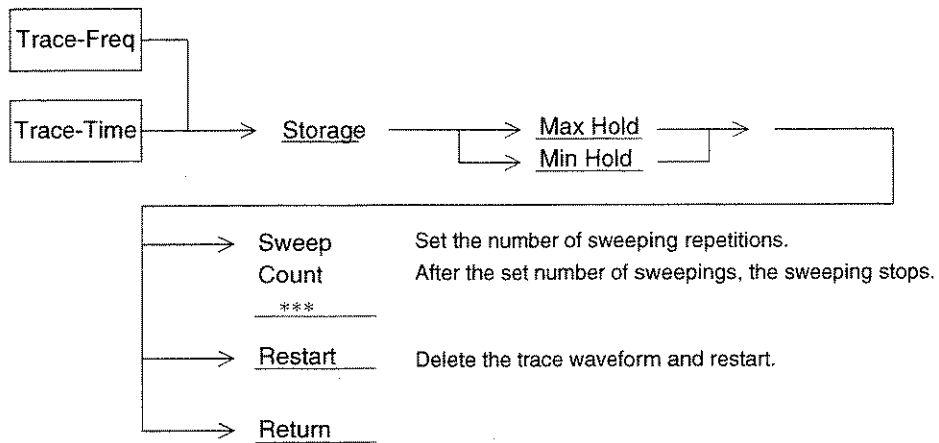 Trace-Freq
Trace-Time
Storage
Max Hold
Min Hold
Sweep Set the number of sweeping repetitions.
Count After the set number of sweepings, the sweeping stops.
***
Restart Delete the trace waveform and restart.
Return